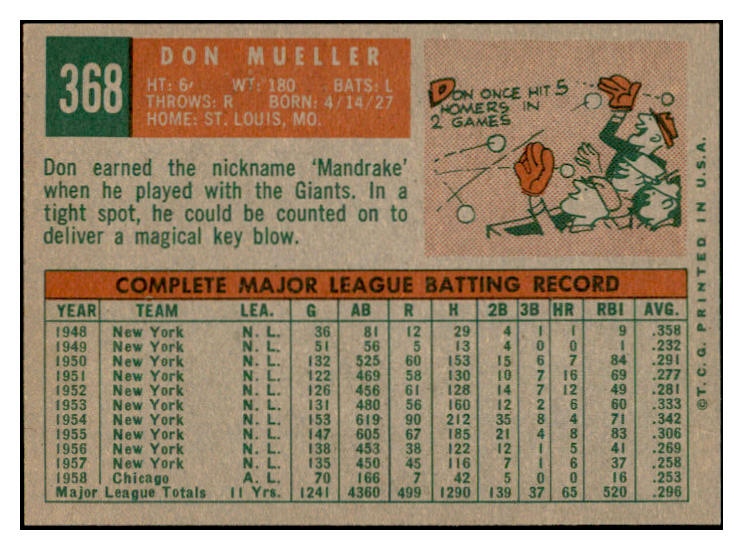 368
DON MUELLER
HT: 6' WT: 180 BATS: L
THROWS: R BORN: 4/14/27
HOME: ST. LOUIS, MO.
DON ONCE HIT 5
HOMERS IN
2 GAMES
Don earned the nickname 'Mandrake'
when he played with the Giants. In a
tight spot, he could be counted on to
deliver a magical key blow.
COMPLETE MAJOR LEAGUE BATTING RECORD
YEAR TEAM LEA. G AB R H 2B 3B HR RBI AVG.
1948 New York N. L. 36 81 12 29 4 1 1 9 .358
1949 New York N. L. 51 56 5 13 4 0 0 1 .232
1950 New York N. L. 132 525 60 153 15 6 7 84 .291
1951 New York N. L. 122 469 58 130 10 7 16 69 .277
1952 New York N. L. 126 456 61 128 14 7 12 49 .281
1953 New York N. L. 131 480 56 160 12 2 6 60 .333
1954 New York N. L. 153 619 90 212 35 8 4 71 .342
1955 New York N. L. 147 605 67 185 21 4 8 83 .306
1956 New York N. L. 138 453 38 122 12 1 5 41 .269
1957 New York N. L. 135 450 45 116 7 1 6 37 .258
1958 Chicago A. L. 70 166 7 42 5 0 0 16 .253
Major League Totals 11 Yrs. 1241 4360 499 1290 139 37 65 520 .296
©T.C.G. PRINTED IN U.S.A.